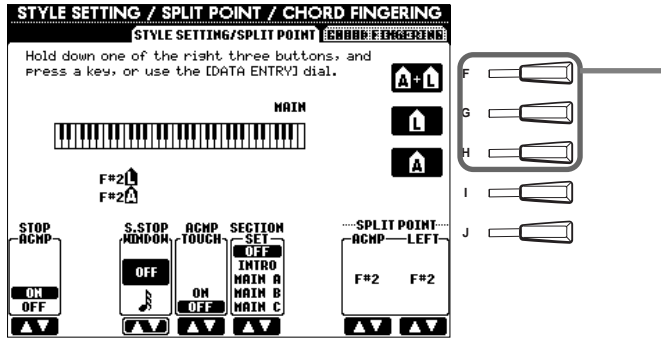 STYLE SETTING / SPLIT POINT / CHORD FINGERING
STYLE SETTING/SPLIT POINT CHORD FINGERING
Hold down one of the right three buttons, and
press a key, or use the [DATA ENTRY] dial.
A+L
L
A
MAIN
F#2 L
F#2 A
F
G
H
I
J
STOP ACMP
ON
OFF
S.STOP WINDOW
OFF
ACMP TOUCH
ON
OFF
SECTION SET
OFF
INTRO
MAIN A
MAIN B
MAIN C
SPLIT POINT
ACMP LEFT
F#2 F#2